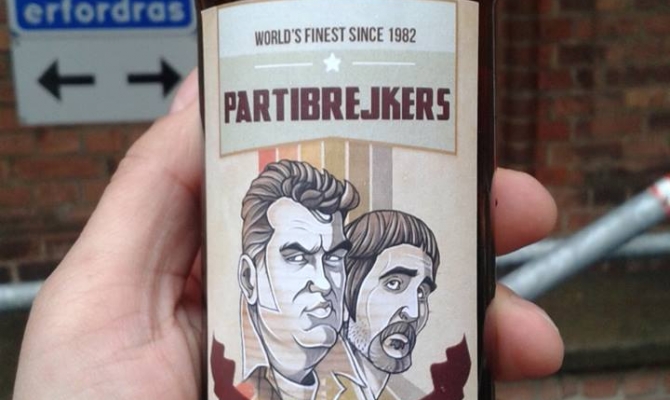 erfordras
WORLD'S FINEST SINCE 1982
PARTIBREJKERS